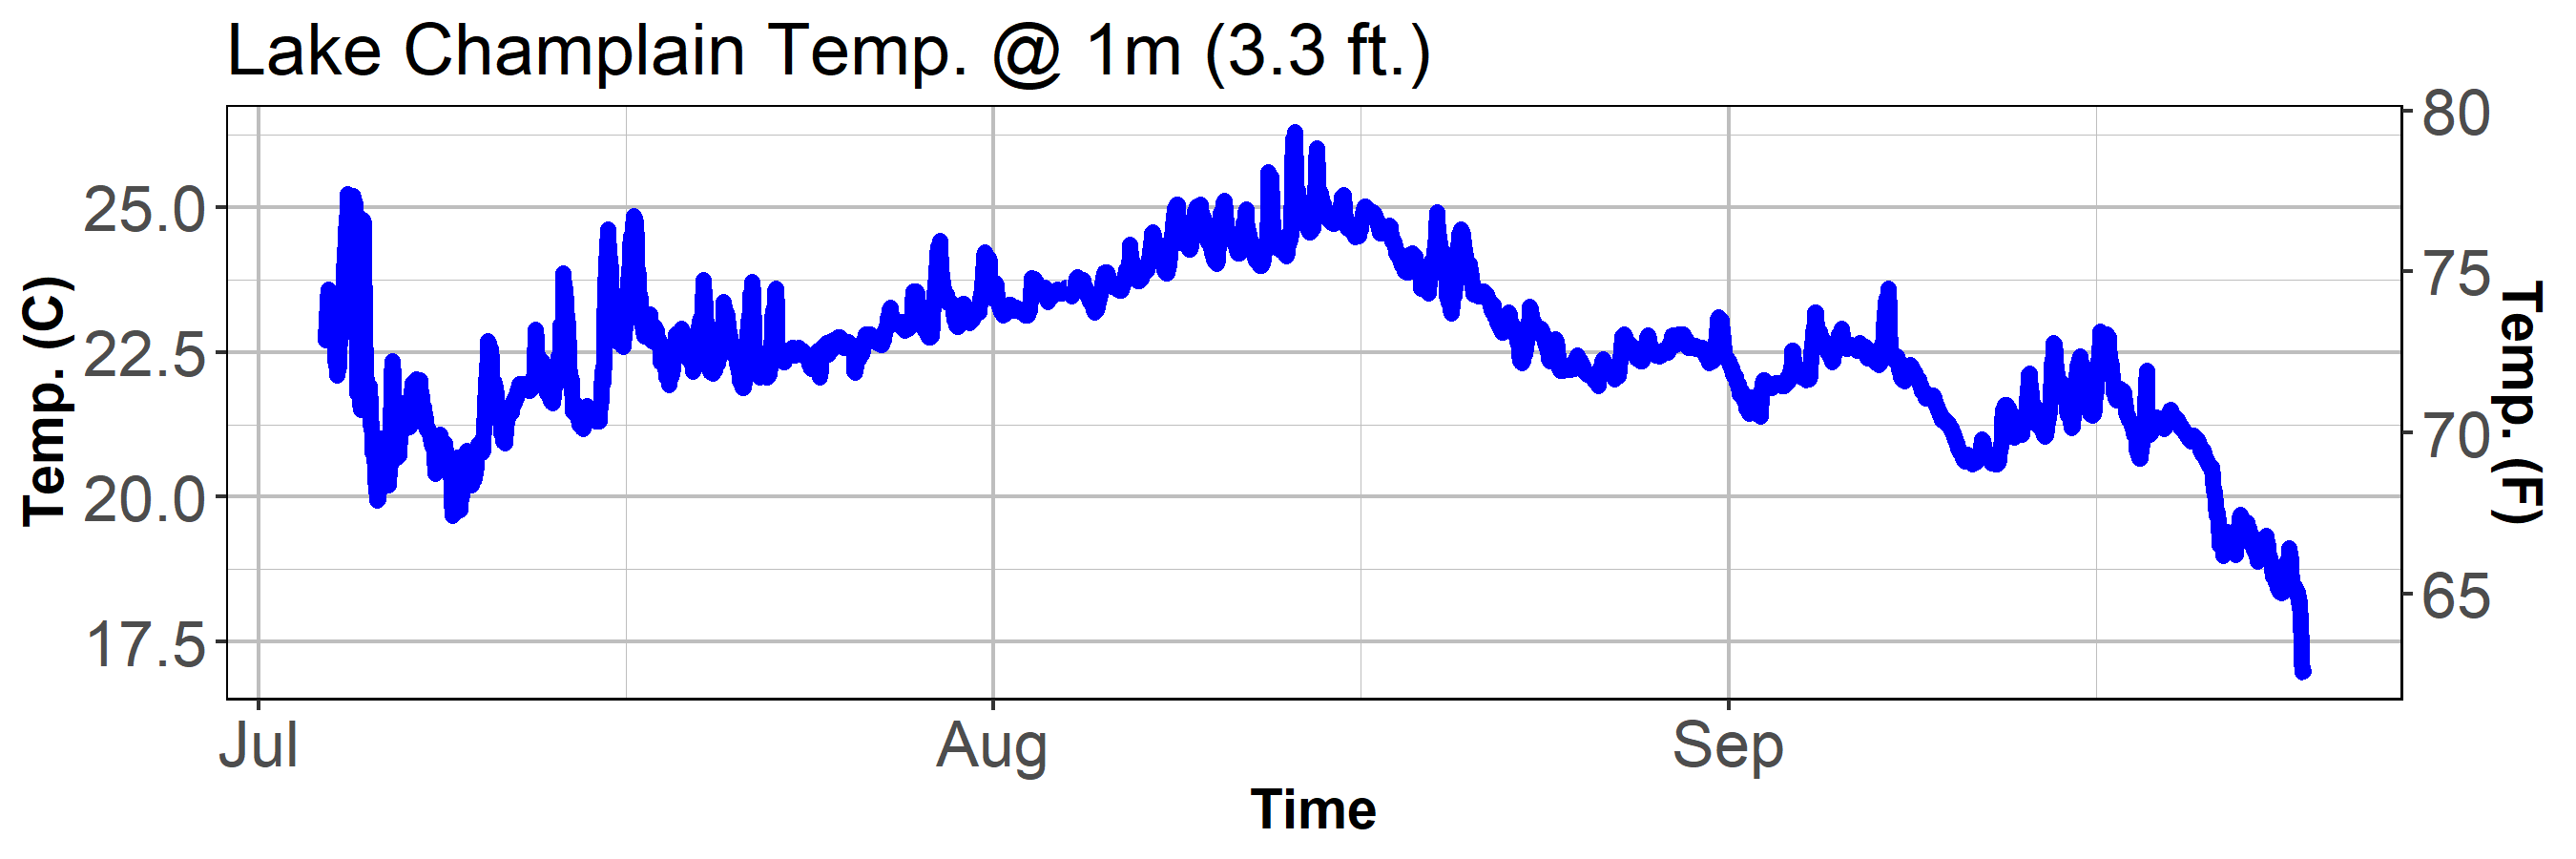 Lake Champlain Temp. @ 1m (3.3 ft.)
Temp. (C)
25.0
22.5
20.0
17.5
80
75
70
65
Temp. (F)
Jul Aug Sep
Time